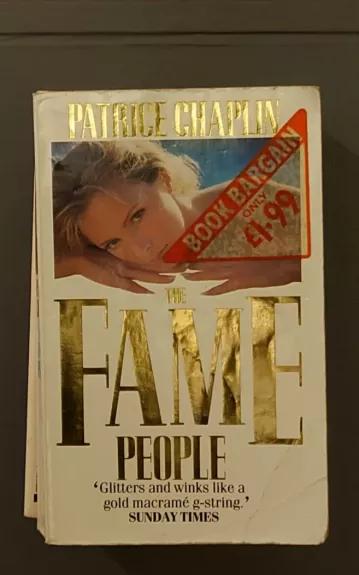 PATRICE CHAPLIN
BOOK BARGAIN
ONLY
£1.99
THE
FAME
PEOPLE
‘Glitters and winks like a
gold macramé g-string.’
SUNDAY TIMES